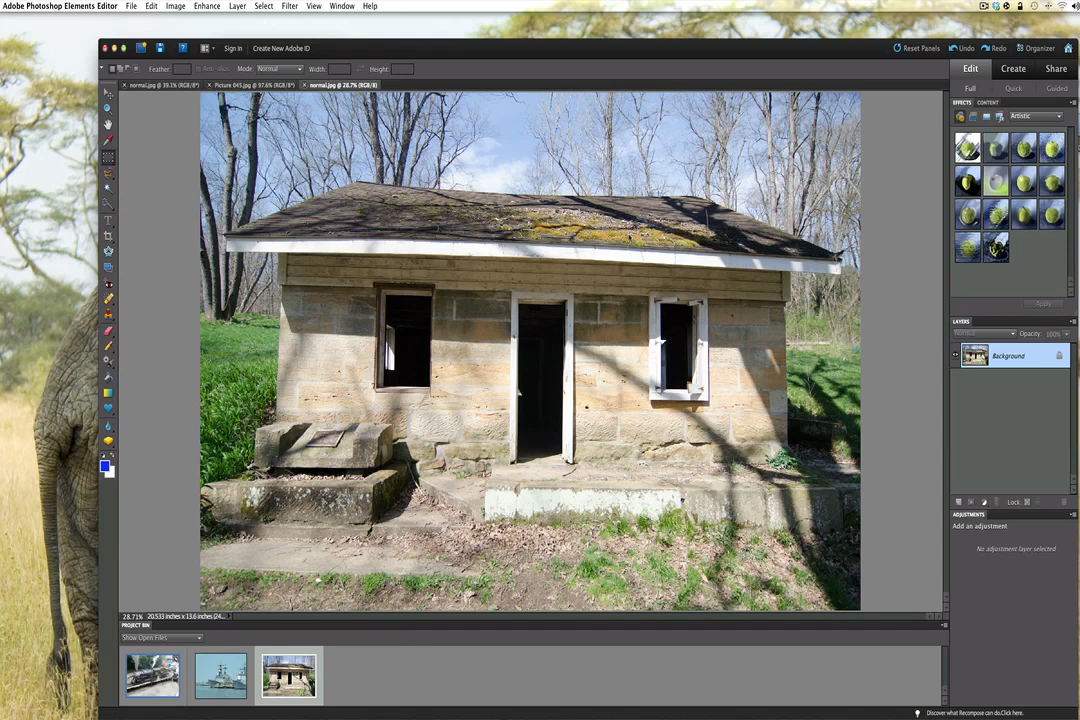 Adobe Photoshop Elements Editor File Edit Image Enhance Layer Select Filter View Window Help
Sign In Create New Adobe ID Reset Panels Undo Redo Organizer
Feather: Mode: Normal Width: Height:
Edit Create Share
normal.jpg @ 39.1% (RGB/8*) Picture 045.jpg @ 97.6% (RGB/8*) normal.jpg @ 28.7% (RGB/8)
Full Quick Guided
EFFECTS CONTENT
Artistic
Apply
LAYERS
Normal Opacity: 100%
Background
Lock
ADJUSTMENTS
Add an adjustment
No adjustment layer selected
28.71% 20.533 inches x 13.6 inches (24...
PROJECT BIN
Show Open Files
Discover what Recompose can do.Click here.